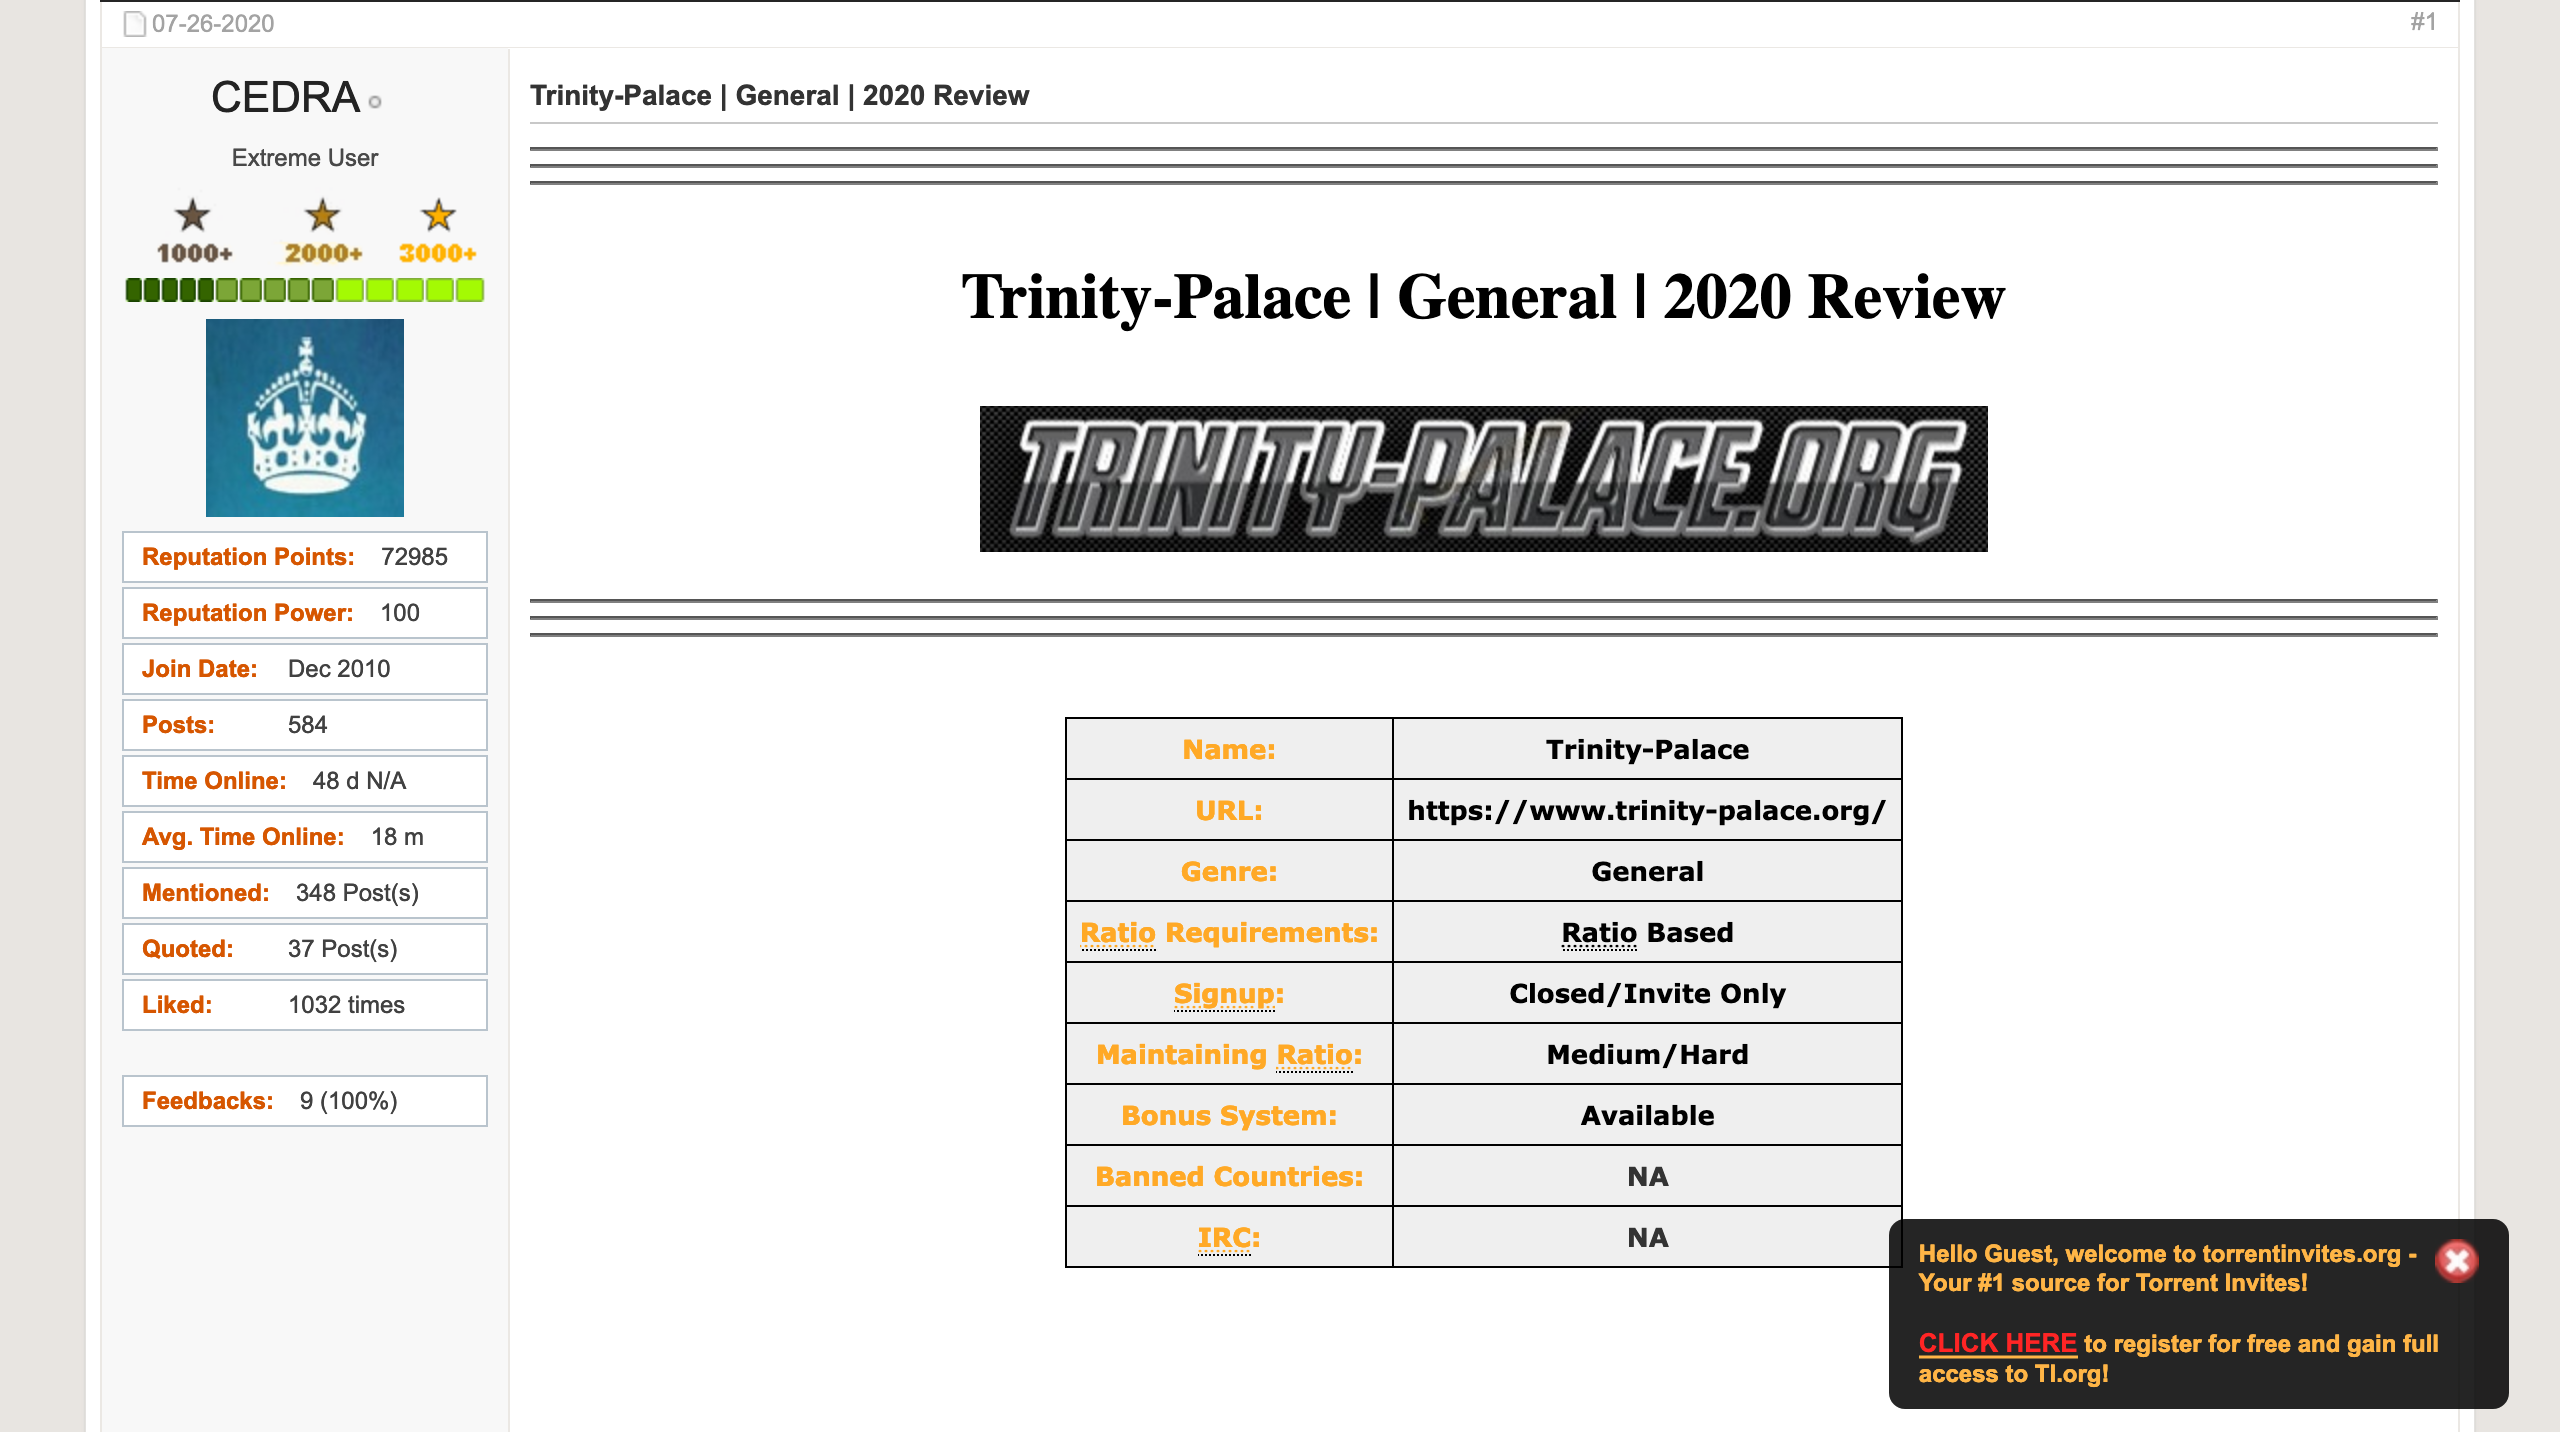 07-26-2020
#1
CEDRA
Extreme User
1000+ 2000+ 3000+
Reputation Points: 72985
Reputation Power: 100
Join Date: Dec 2010
Posts: 584
Time Online: 48 d N/A
Avg. Time Online: 18 m
Mentioned: 348 Post(s)
Quoted: 37 Post(s)
Liked: 1032 times
Feedbacks: 9 (100%)
Trinity-Palace | General | 2020 Review
Trinity-Palace | General | 2020 Review
TRINITY-PALACE.ORG
Name: Trinity-Palace
URL: https://www.trinity-palace.org/
Genre: General
Ratio Requirements: Ratio Based
Signup: Closed/Invite Only
Maintaining Ratio: Medium/Hard
Bonus System: Available
Banned Countries: NA
IRC: NA
Hello Guest, welcome to torrentinvites.org -
Your #1 source for Torrent Invites!
CLICK HERE to register for free and gain full
access to TI.org!